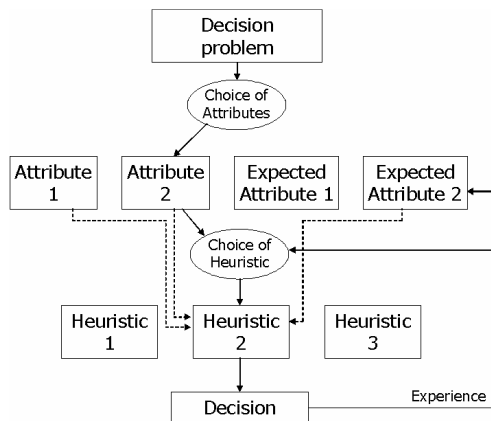 Decision
problem
Choice of
Attributes
Attribute
1
Attribute
2
Expected
Attribute 1
Expected
Attribute 2
Choice of
Heuristic
Heuristic
1
Heuristic
2
Heuristic
3
Decision
Experience